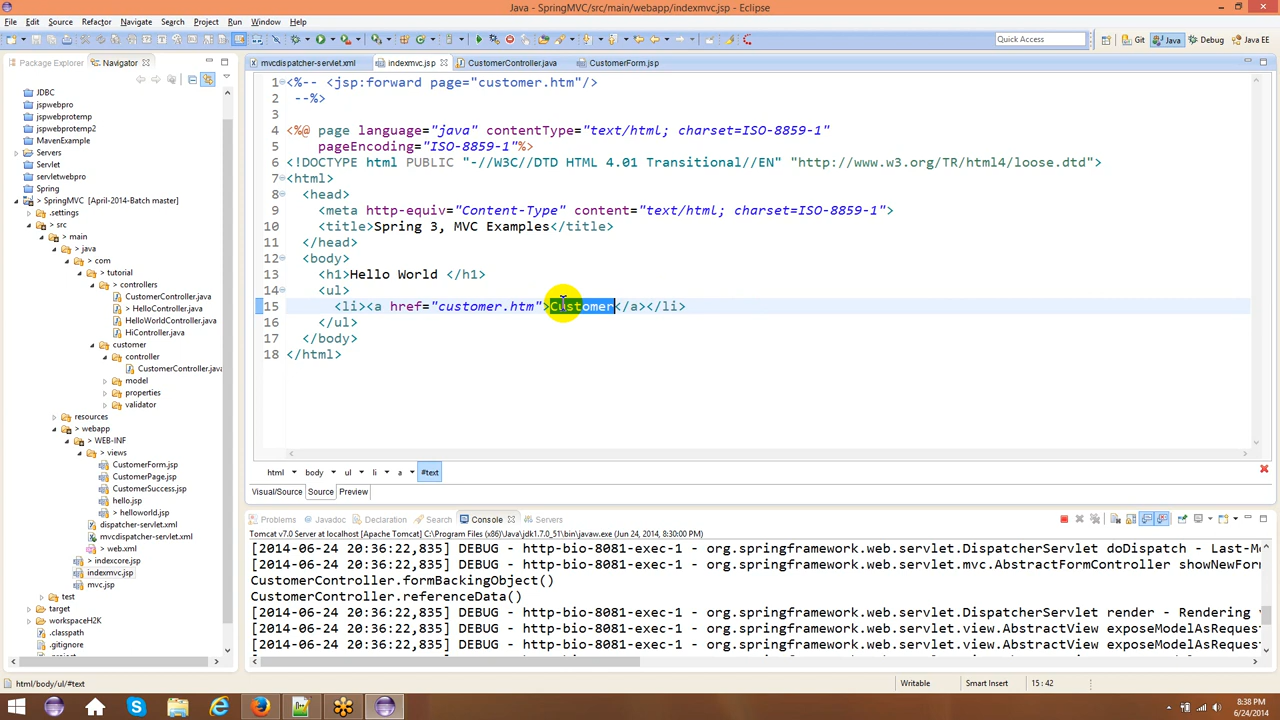 Java - SpringMVC/src/main/webapp/indexmvc.jsp - Eclipse
File Edit Source Refactor Navigate Search Project Run Window Help
Quick Access
Git
Java
Debug
Java EE
Package Explorer
Navigator
JDBC
jspwebpro
jspwebprotemp
jspwebprotemp2
MavenExample
Servers
Servlet
servletwebpro
Spring
> SpringMVC [April-2014-Batch master]
.settings
> src
> main
> java
> com
> tutorial
> controllers
CustomerController.java
> HelloController.java
HelloWorldController.java
HiController.java
> customer
> controller
> CustomerController.java
model
properties
validator
resources
> webapp
> WEB-INF
> views
CustomerForm.jsp
CustomerPage.jsp
CustomerSuccess.jsp
hello.jsp
> helloworld.jsp
dispatcher-servlet.xml
mvcdispatcher-servlet.xml
> web.xml
> indexcore.jsp
indexmvc.jsp
mvc.jsp
test
target
workspaceH2K
.classpath
.gitignore
.project
mvcdispatcher-servlet.xml
indexmvc.jsp
CustomerController.java
CustomerForm.jsp
1 <%-- <jsp:forward page="customer.htm"/>
2 --%>
3
4 <%@ page language="java" contentType="text/html; charset=ISO-8859-1"
5 pageEncoding="ISO-8859-1"%>
6 <!DOCTYPE html PUBLIC "-//W3C//DTD HTML 4.01 Transitional//EN" "http://www.w3.org/TR/html4/loose.dtd">
7 <html>
8 <head>
9 <meta http-equiv="Content-Type" content="text/html; charset=ISO-8859-1">
10 <title>Spring 3, MVC Examples</title>
11 </head>
12 <body>
13 <h1>Hello World </h1>
14 <ul>
15 <li><a href="customer.htm">Customer</a></li>
16 </ul>
17 </body>
18 </html>
html body ul li a #text
Visual/Source Source Preview
Problems Javadoc Declaration Search Console Servers
Tomcat v7.0 Server at localhost [Apache Tomcat] C:\Program Files (x86)\Java\jdk1.7.0_51\bin\javaw.exe (Jun 24, 2014, 8:30:00 PM)
[2014-06-24 20:36:22,835] DEBUG - http-bio-8081-exec-1 - org.springframework.web.servlet.DispatcherServlet doDispatch - Last-Mo
[2014-06-24 20:36:22,835] DEBUG - http-bio-8081-exec-1 - org.springframework.web.servlet.mvc.AbstractFormController showNewForm
CustomerController.formBackingObject()
CustomerController.referenceData()
[2014-06-24 20:36:22,835] DEBUG - http-bio-8081-exec-1 - org.springframework.web.servlet.DispatcherServlet render - Rendering
[2014-06-24 20:36:22,835] DEBUG - http-bio-8081-exec-1 - org.springframework.web.servlet.view.AbstractView exposeModelAsReques
[2014-06-24 20:36:22,835] DEBUG - http-bio-8081-exec-1 - org.springframework.web.servlet.view.AbstractView exposeModelAsReques
html/body/ul/#text
Writable
Smart Insert
15 : 42
8:38 PM
6/24/2014